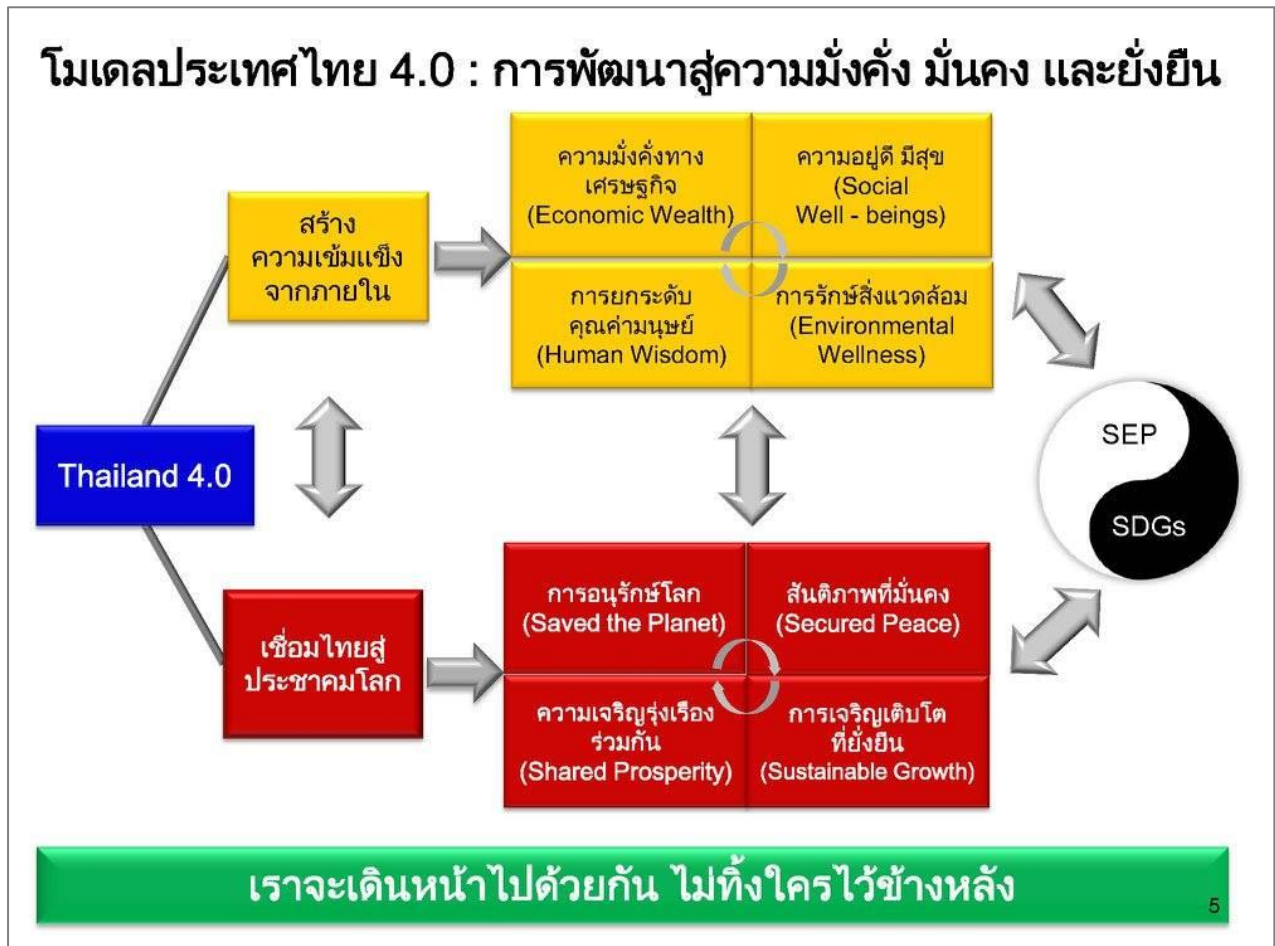 โมเดลประเทศไทย 4.0 : การพัฒนาสู่ความมั่งคั่ง มั่นคง และยั่งยืน
ความมั่งคั่งทาง
เศรษฐกิจ
(Economic Wealth)
ความอยู่ดี มีสุข
(Social
Well - beings)
สร้าง
ความเข้มแข็ง
จากภายใน
การยกระดับ
คุณค่ามนุษย์
(Human Wisdom)
การรักษ์สิ่งแวดล้อม
(Environmental
Wellness)
Thailand 4.0
SEP
SDGs
เชื่อมไทยสู่
ประชาคมโลก
การอนุรักษ์โลก
(Saved the Planet)
สันติภาพที่มั่นคง
(Secured Peace)
ความเจริญรุ่งเรือง
ร่วมกัน
(Shared Prosperity)
การเจริญเติบโต
ที่ยั่งยืน
(Sustainable Growth)
เราจะเดินหน้าไปด้วยกัน ไม่ทิ้งใครไว้ข้างหลัง
5